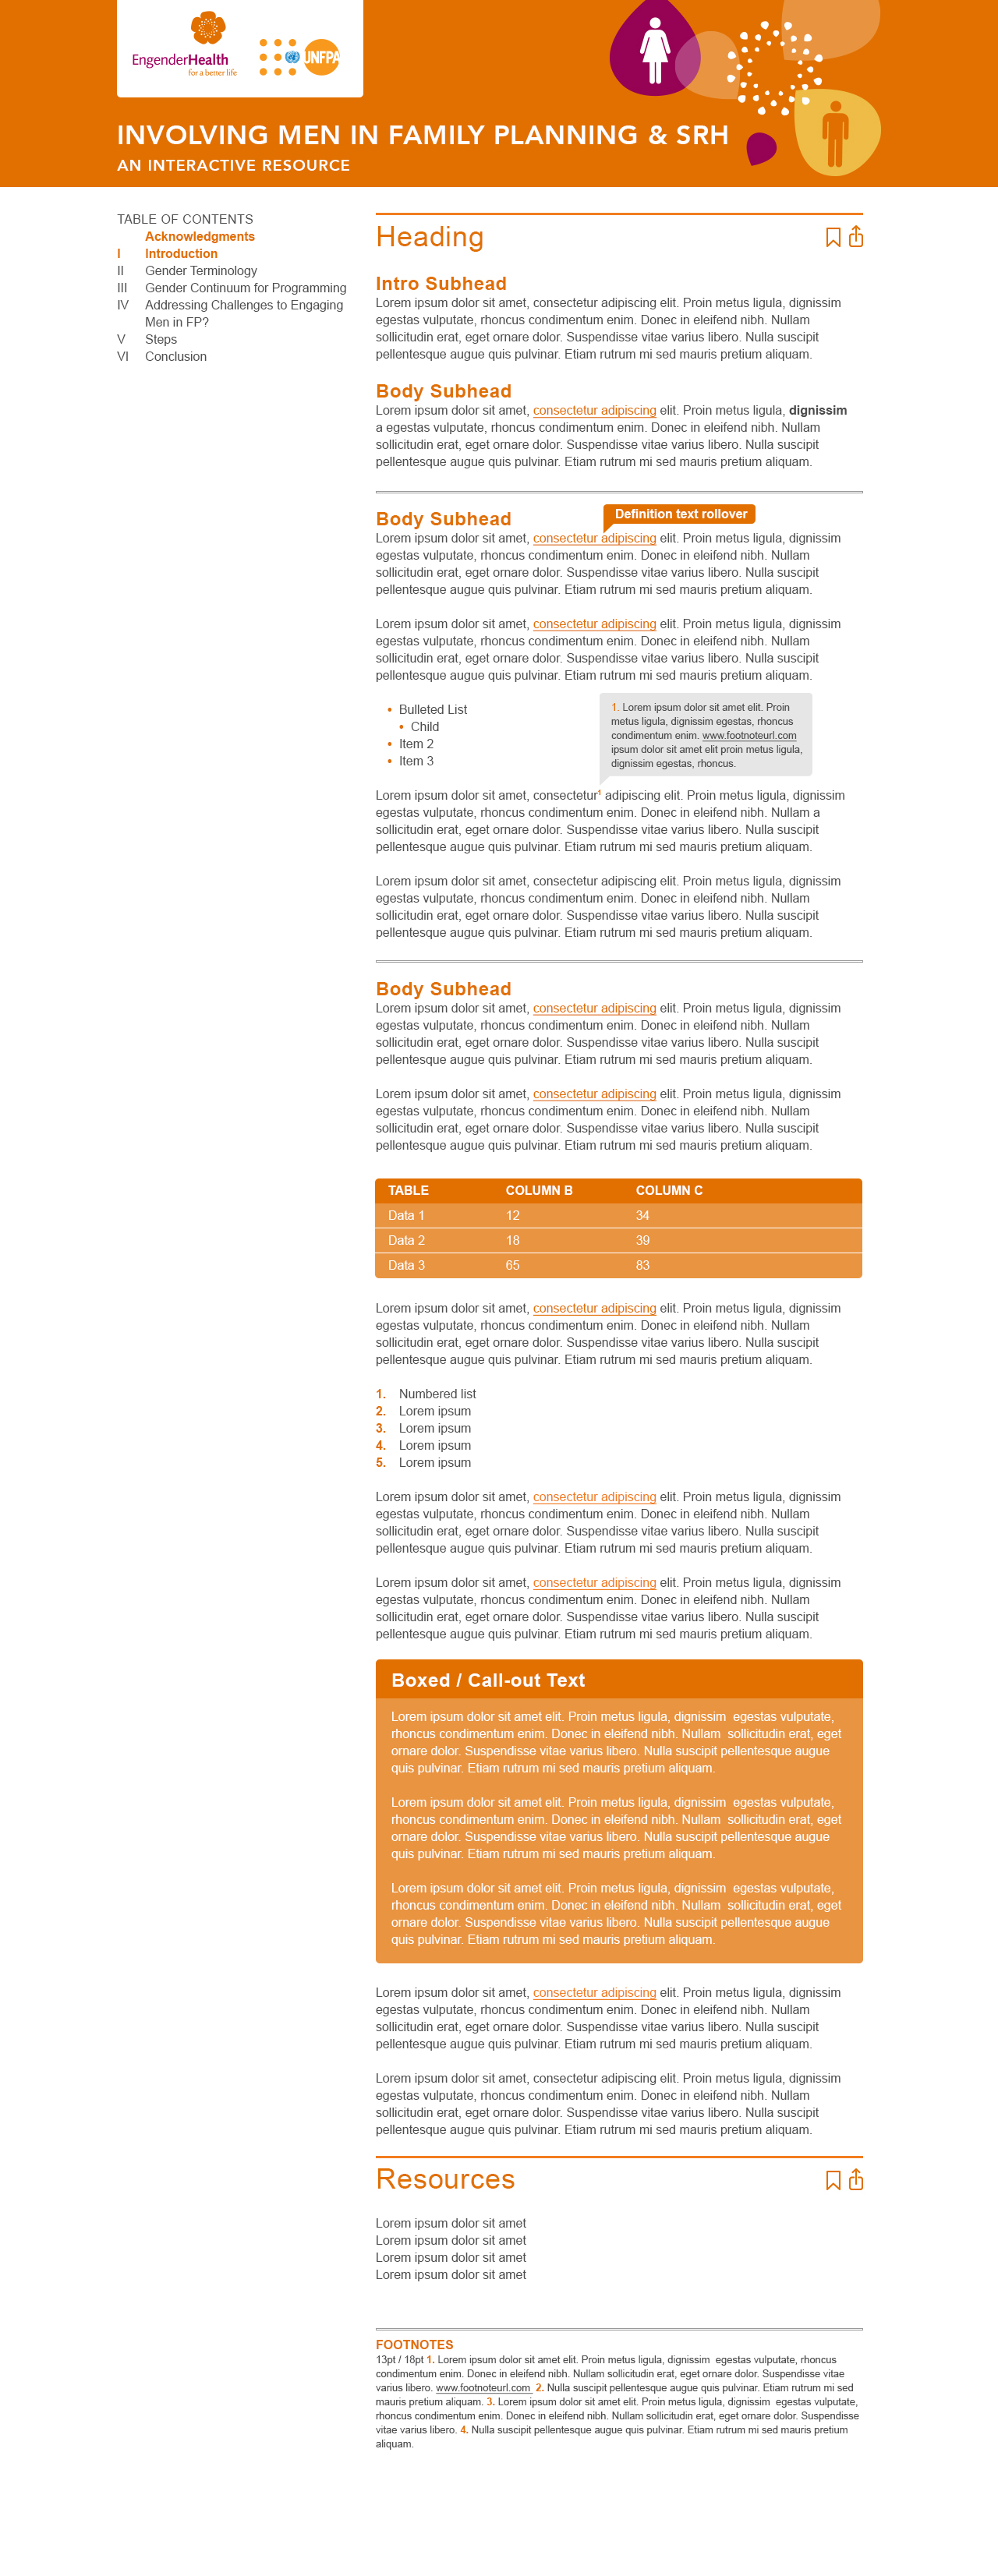 EngenderHealth
for a better life
UNFPA
INVOLVING MEN IN FAMILY PLANNING & SRH
AN INTERACTIVE RESOURCE
TABLE OF CONTENTS
Acknowledgments
I Introduction
II Gender Terminology
III Gender Continuum for Programming
IV Addressing Challenges to Engaging
Men in FP?
V Steps
VI Conclusion
Heading
Intro Subhead
Lorem ipsum dolor sit amet, consectetur adipiscing elit. Proin metus ligula, dignissim
egestas vulputate, rhoncus condimentum enim. Donec in eleifend nibh. Nullam
sollicitudin erat, eget ornare dolor. Suspendisse vitae varius libero. Nulla suscipit
pellentesque augue quis pulvinar. Etiam rutrum mi sed mauris pretium aliquam.
Body Subhead
Lorem ipsum dolor sit amet, consectetur adipiscing elit. Proin metus ligula, dignissim
a egestas vulputate, rhoncus condimentum enim. Donec in eleifend nibh. Nullam
sollicitudin erat, eget ornare dolor. Suspendisse vitae varius libero. Nulla suscipit
pellentesque augue quis pulvinar. Etiam rutrum mi sed mauris pretium aliquam.
Definition text rollover
Body Subhead
Lorem ipsum dolor sit amet, consectetur adipiscing elit. Proin metus ligula, dignissim
egestas vulputate, rhoncus condimentum enim. Donec in eleifend nibh. Nullam
sollicitudin erat, eget ornare dolor. Suspendisse vitae varius libero. Nulla suscipit
pellentesque augue quis pulvinar. Etiam rutrum mi sed mauris pretium aliquam.
Lorem ipsum dolor sit amet, consectetur adipiscing elit. Proin metus ligula, dignissim
egestas vulputate, rhoncus condimentum enim. Donec in eleifend nibh. Nullam
sollicitudin erat, eget ornare dolor. Suspendisse vitae varius libero. Nulla suscipit
pellentesque augue quis pulvinar. Etiam rutrum mi sed mauris pretium aliquam.
• Bulleted List
• Child
• Item 2
• Item 3
1. Lorem ipsum dolor sit amet elit. Proin
metus ligula, dignissim egestas, rhoncus
condimentum enim. www.footnoteurl.com
ipsum dolor sit amet elit proin metus ligula,
dignissim egestas, rhoncus.
Lorem ipsum dolor sit amet, consectetur¹ adipiscing elit. Proin metus ligula, dignissim
egestas vulputate, rhoncus condimentum enim. Donec in eleifend nibh. Nullam a
sollicitudin erat, eget ornare dolor. Suspendisse vitae varius libero. Nulla suscipit
pellentesque augue quis pulvinar. Etiam rutrum mi sed mauris pretium aliquam.
Lorem ipsum dolor sit amet, consectetur adipiscing elit. Proin metus ligula, dignissim
egestas vulputate, rhoncus condimentum enim. Donec in eleifend nibh. Nullam
sollicitudin erat, eget ornare dolor. Suspendisse vitae varius libero. Nulla suscipit
pellentesque augue quis pulvinar. Etiam rutrum mi sed mauris pretium aliquam.
Body Subhead
Lorem ipsum dolor sit amet, consectetur adipiscing elit. Proin metus ligula, dignissim
egestas vulputate, rhoncus condimentum enim. Donec in eleifend nibh. Nullam
sollicitudin erat, eget ornare dolor. Suspendisse vitae varius libero. Nulla suscipit
pellentesque augue quis pulvinar. Etiam rutrum mi sed mauris pretium aliquam.
Lorem ipsum dolor sit amet, consectetur adipiscing elit. Proin metus ligula, dignissim
egestas vulputate, rhoncus condimentum enim. Donec in eleifend nibh. Nullam
sollicitudin erat, eget ornare dolor. Suspendisse vitae varius libero. Nulla suscipit
pellentesque augue quis pulvinar. Etiam rutrum mi sed mauris pretium aliquam.
TABLE COLUMN B COLUMN C
Data 1 12 34
Data 2 18 39
Data 3 65 83
Lorem ipsum dolor sit amet, consectetur adipiscing elit. Proin metus ligula, dignissim
egestas vulputate, rhoncus condimentum enim. Donec in eleifend nibh. Nullam
sollicitudin erat, eget ornare dolor. Suspendisse vitae varius libero. Nulla suscipit
pellentesque augue quis pulvinar. Etiam rutrum mi sed mauris pretium aliquam.
1. Numbered list
2. Lorem ipsum
3. Lorem ipsum
4. Lorem ipsum
5. Lorem ipsum
Lorem ipsum dolor sit amet, consectetur adipiscing elit. Proin metus ligula, dignissim
egestas vulputate, rhoncus condimentum enim. Donec in eleifend nibh. Nullam
sollicitudin erat, eget ornare dolor. Suspendisse vitae varius libero. Nulla suscipit
pellentesque augue quis pulvinar. Etiam rutrum mi sed mauris pretium aliquam.
Lorem ipsum dolor sit amet, consectetur adipiscing elit. Proin metus ligula, dignissim
egestas vulputate, rhoncus condimentum enim. Donec in eleifend nibh. Nullam
sollicitudin erat, eget ornare dolor. Suspendisse vitae varius libero. Nulla suscipit
pellentesque augue quis pulvinar. Etiam rutrum mi sed mauris pretium aliquam.
Boxed / Call-out Text
Lorem ipsum dolor sit amet elit. Proin metus ligula, dignissim egestas vulputate,
rhoncus condimentum enim. Donec in eleifend nibh. Nullam sollicitudin erat, eget
ornare dolor. Suspendisse vitae varius libero. Nulla suscipit pellentesque augue
quis pulvinar. Etiam rutrum mi sed mauris pretium aliquam.
Lorem ipsum dolor sit amet elit. Proin metus ligula, dignissim egestas vulputate,
rhoncus condimentum enim. Donec in eleifend nibh. Nullam sollicitudin erat, eget
ornare dolor. Suspendisse vitae varius libero. Nulla suscipit pellentesque augue
quis pulvinar. Etiam rutrum mi sed mauris pretium aliquam.
Lorem ipsum dolor sit amet elit. Proin metus ligula, dignissim egestas vulputate,
rhoncus condimentum enim. Donec in eleifend nibh. Nullam sollicitudin erat, eget
ornare dolor. Suspendisse vitae varius libero. Nulla suscipit pellentesque augue
quis pulvinar. Etiam rutrum mi sed mauris pretium aliquam.
Lorem ipsum dolor sit amet, consectetur adipiscing elit. Proin metus ligula, dignissim
egestas vulputate, rhoncus condimentum enim. Donec in eleifend nibh. Nullam
sollicitudin erat, eget ornare dolor. Suspendisse vitae varius libero. Nulla suscipit
pellentesque augue quis pulvinar. Etiam rutrum mi sed mauris pretium aliquam.
Lorem ipsum dolor sit amet, consectetur adipiscing elit. Proin metus ligula, dignissim
egestas vulputate, rhoncus condimentum enim. Donec in eleifend nibh. Nullam
sollicitudin erat, eget ornare dolor. Suspendisse vitae varius libero. Nulla suscipit
pellentesque augue quis pulvinar. Etiam rutrum mi sed mauris pretium aliquam.
Resources
Lorem ipsum dolor sit amet
Lorem ipsum dolor sit amet
Lorem ipsum dolor sit amet
Lorem ipsum dolor sit amet
FOOTNOTES
13pt / 18pt 1. Lorem ipsum dolor sit amet elit. Proin metus ligula, dignissim egestas vulputate, rhoncus
condimentum enim. Donec in eleifend nibh. Nullam sollicitudin erat, eget ornare dolor. Suspendisse vitae
varius libero. www.footnoteurl.com 2. Nulla suscipit pellentesque augue quis pulvinar. Etiam rutrum mi sed
mauris pretium aliquam. 3. Lorem ipsum dolor sit amet elit. Proin metus ligula, dignissim egestas vulputate,
rhoncus condimentum enim. Donec in eleifend nibh. Nullam sollicitudin erat, eget ornare dolor. Suspendisse
vitae varius libero. 4. Nulla suscipit pellentesque augue quis pulvinar. Etiam rutrum mi sed mauris pretium
aliquam.